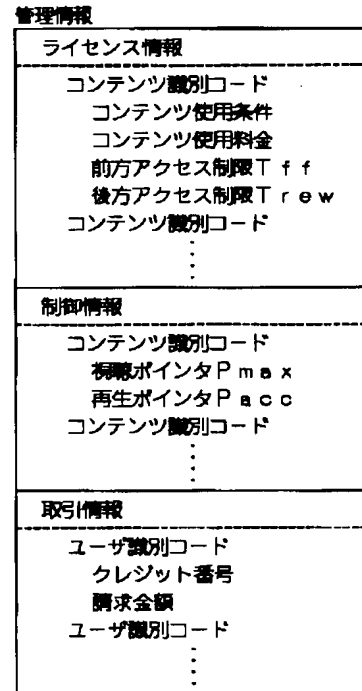 管理情報
ライセンス情報
コンテンツ識別コード
コンテンツ使用条件
コンテンツ使用料金
前方アクセス制限Tff
後方アクセス制限Trew
コンテンツ識別コード
制御情報
コンテンツ識別コード
視聴ポインタPmax
再生ポインタPacc
コンテンツ識別コード
取引情報
ユーザ識別コード
クレジット番号
請求金額
ユーザ識別コード